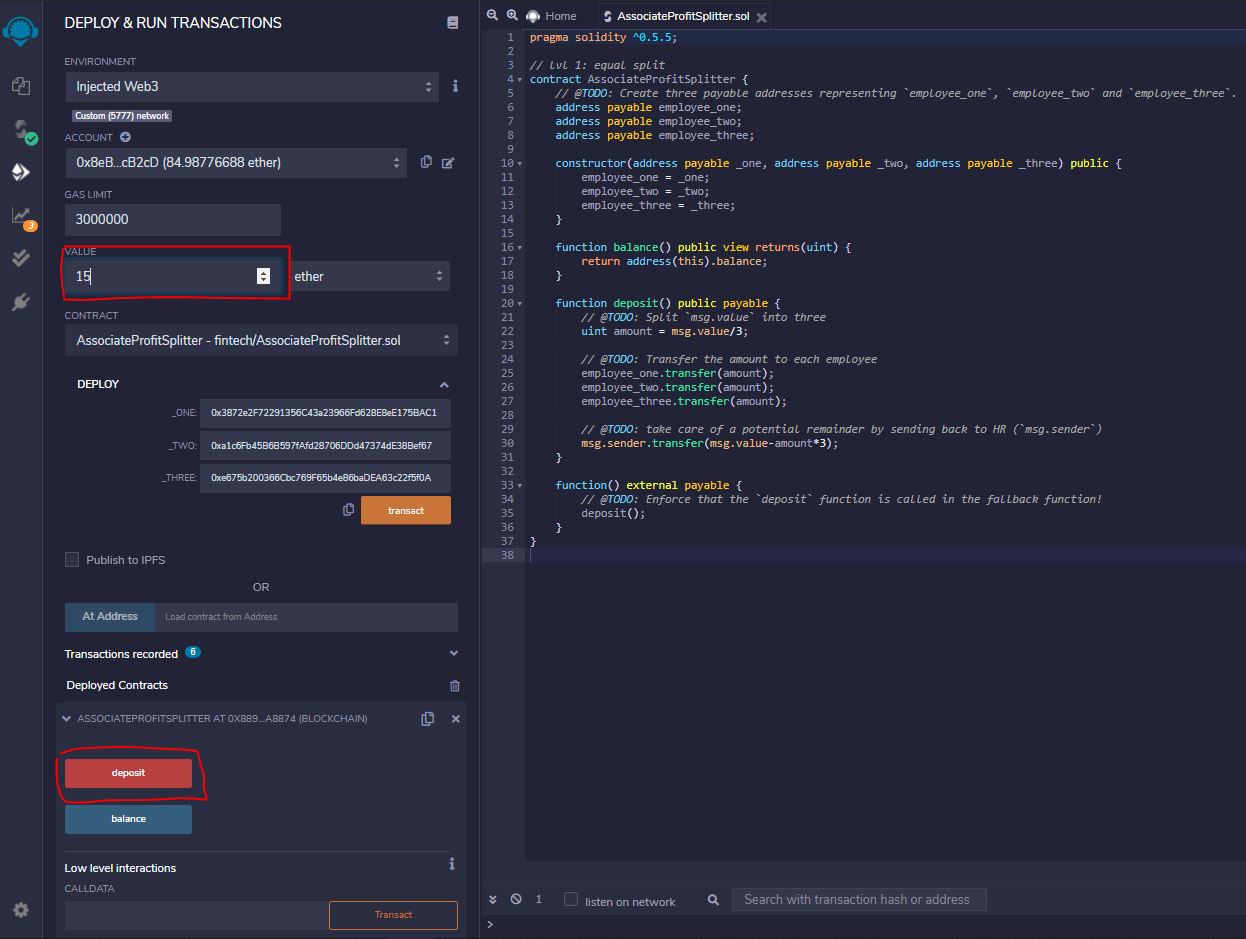 DEPLOY & RUN TRANSACTIONS
ENVIRONMENT
Injected Web3
Custom (5777) network
ACCOUNT
0x8eB...cB2cD (84.98776688 ether)
GAS LIMIT
3000000
VALUE
15
ether
CONTRACT
AssociateProfitSplitter - fintech/AssociateProfitSplitter.sol
DEPLOY
_ONE: 0x3872e2F72291356C43a23966Fd628E8eE175BAC1
_TWO: 0xa1c6Fb45B6B597fAfd28706DDd47374dE38Bef67
_THREE: 0xe675b200366Cbc769F65b4e86baDEA63c22f5f0A
transact
Publish to IPFS
OR
At Address
Load contract from Address
Transactions recorded 6
Deployed Contracts
ASSOCIATEPROFITSPLITTER AT 0X889...A8874 (BLOCKCHAIN)
deposit
balance
Low level interactions
CALLDATA
Transact
3
Home
AssociateProfitSplitter.sol
1 pragma solidity ^0.5.5;
2
3 // lvl 1: equal split
4 contract AssociateProfitSplitter {
5 // @TODO: Create three payable addresses representing `employee_one`, `employee_two` and `employee_three`.
6 address payable employee_one;
7 address payable employee_two;
8 address payable employee_three;
9
10 constructor(address payable _one, address payable _two, address payable _three) public {
11 employee_one = _one;
12 employee_two = _two;
13 employee_three = _three;
14 }
15
16 function balance() public view returns(uint) {
17 return address(this).balance;
18 }
19
20 function deposit() public payable {
21 // @TODO: Split `msg.value` into three
22 uint amount = msg.value/3;
23
24 // @TODO: Transfer the amount to each employee
25 employee_one.transfer(amount);
26 employee_two.transfer(amount);
27 employee_three.transfer(amount);
28
29 // @TODO: take care of a potential remainder by sending back to HR (`msg.sender`)
30 msg.sender.transfer(msg.value-amount*3);
31 }
32
33 function() external payable {
34 // @TODO: Enforce that the `deposit` function is called in the fallback function!
35 deposit();
36 }
37 }
38
1
listen on network
Search with transaction hash or address
>